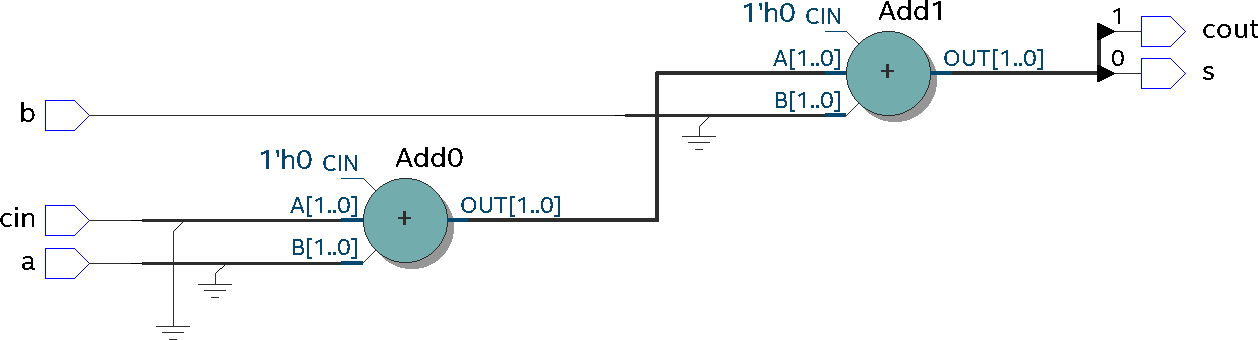 1'h0 CIN
Add1
A[1..0]
OUT[1..0]
1
cout
0
s
B[1..0]
+
b
1'h0 CIN
Add0
A[1..0]
OUT[1..0]
cin
+
B[1..0]
a